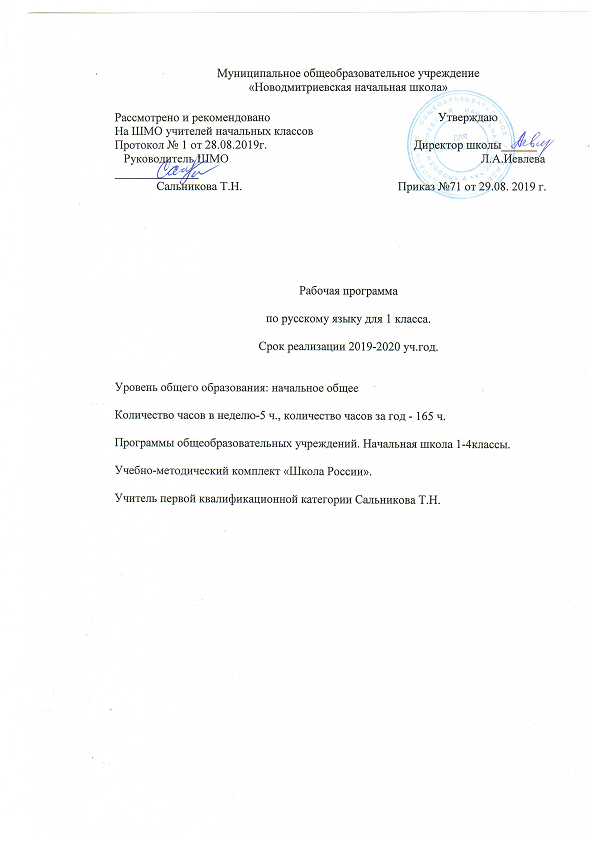 Муниципальное общеобразовательное учреждение
«Новодмитриевская начальная школа»
Рассмотрено и рекомендовано Утверждаю
На ШМО учителей начальных классов
Протокол № 1 от 28.08.2019г. Директор школы______
Руководитель ШМО Л.А.Иевлева
Сальникова Т.Н. Приказ №71 от 29.08. 2019 г.
Рабочая программа
по русскому языку для 1 класса.
Срок реализации 2019-2020 уч.год.
Уровень общего образования: начальное общее
Количество часов в неделю-5 ч., количество часов за год - 165 ч.
Программы общеобразовательных учреждений. Начальная школа 1-4классы.
Учебно-методический комплект «Школа России».
Учитель первой квалификационной категории Сальникова Т.Н.